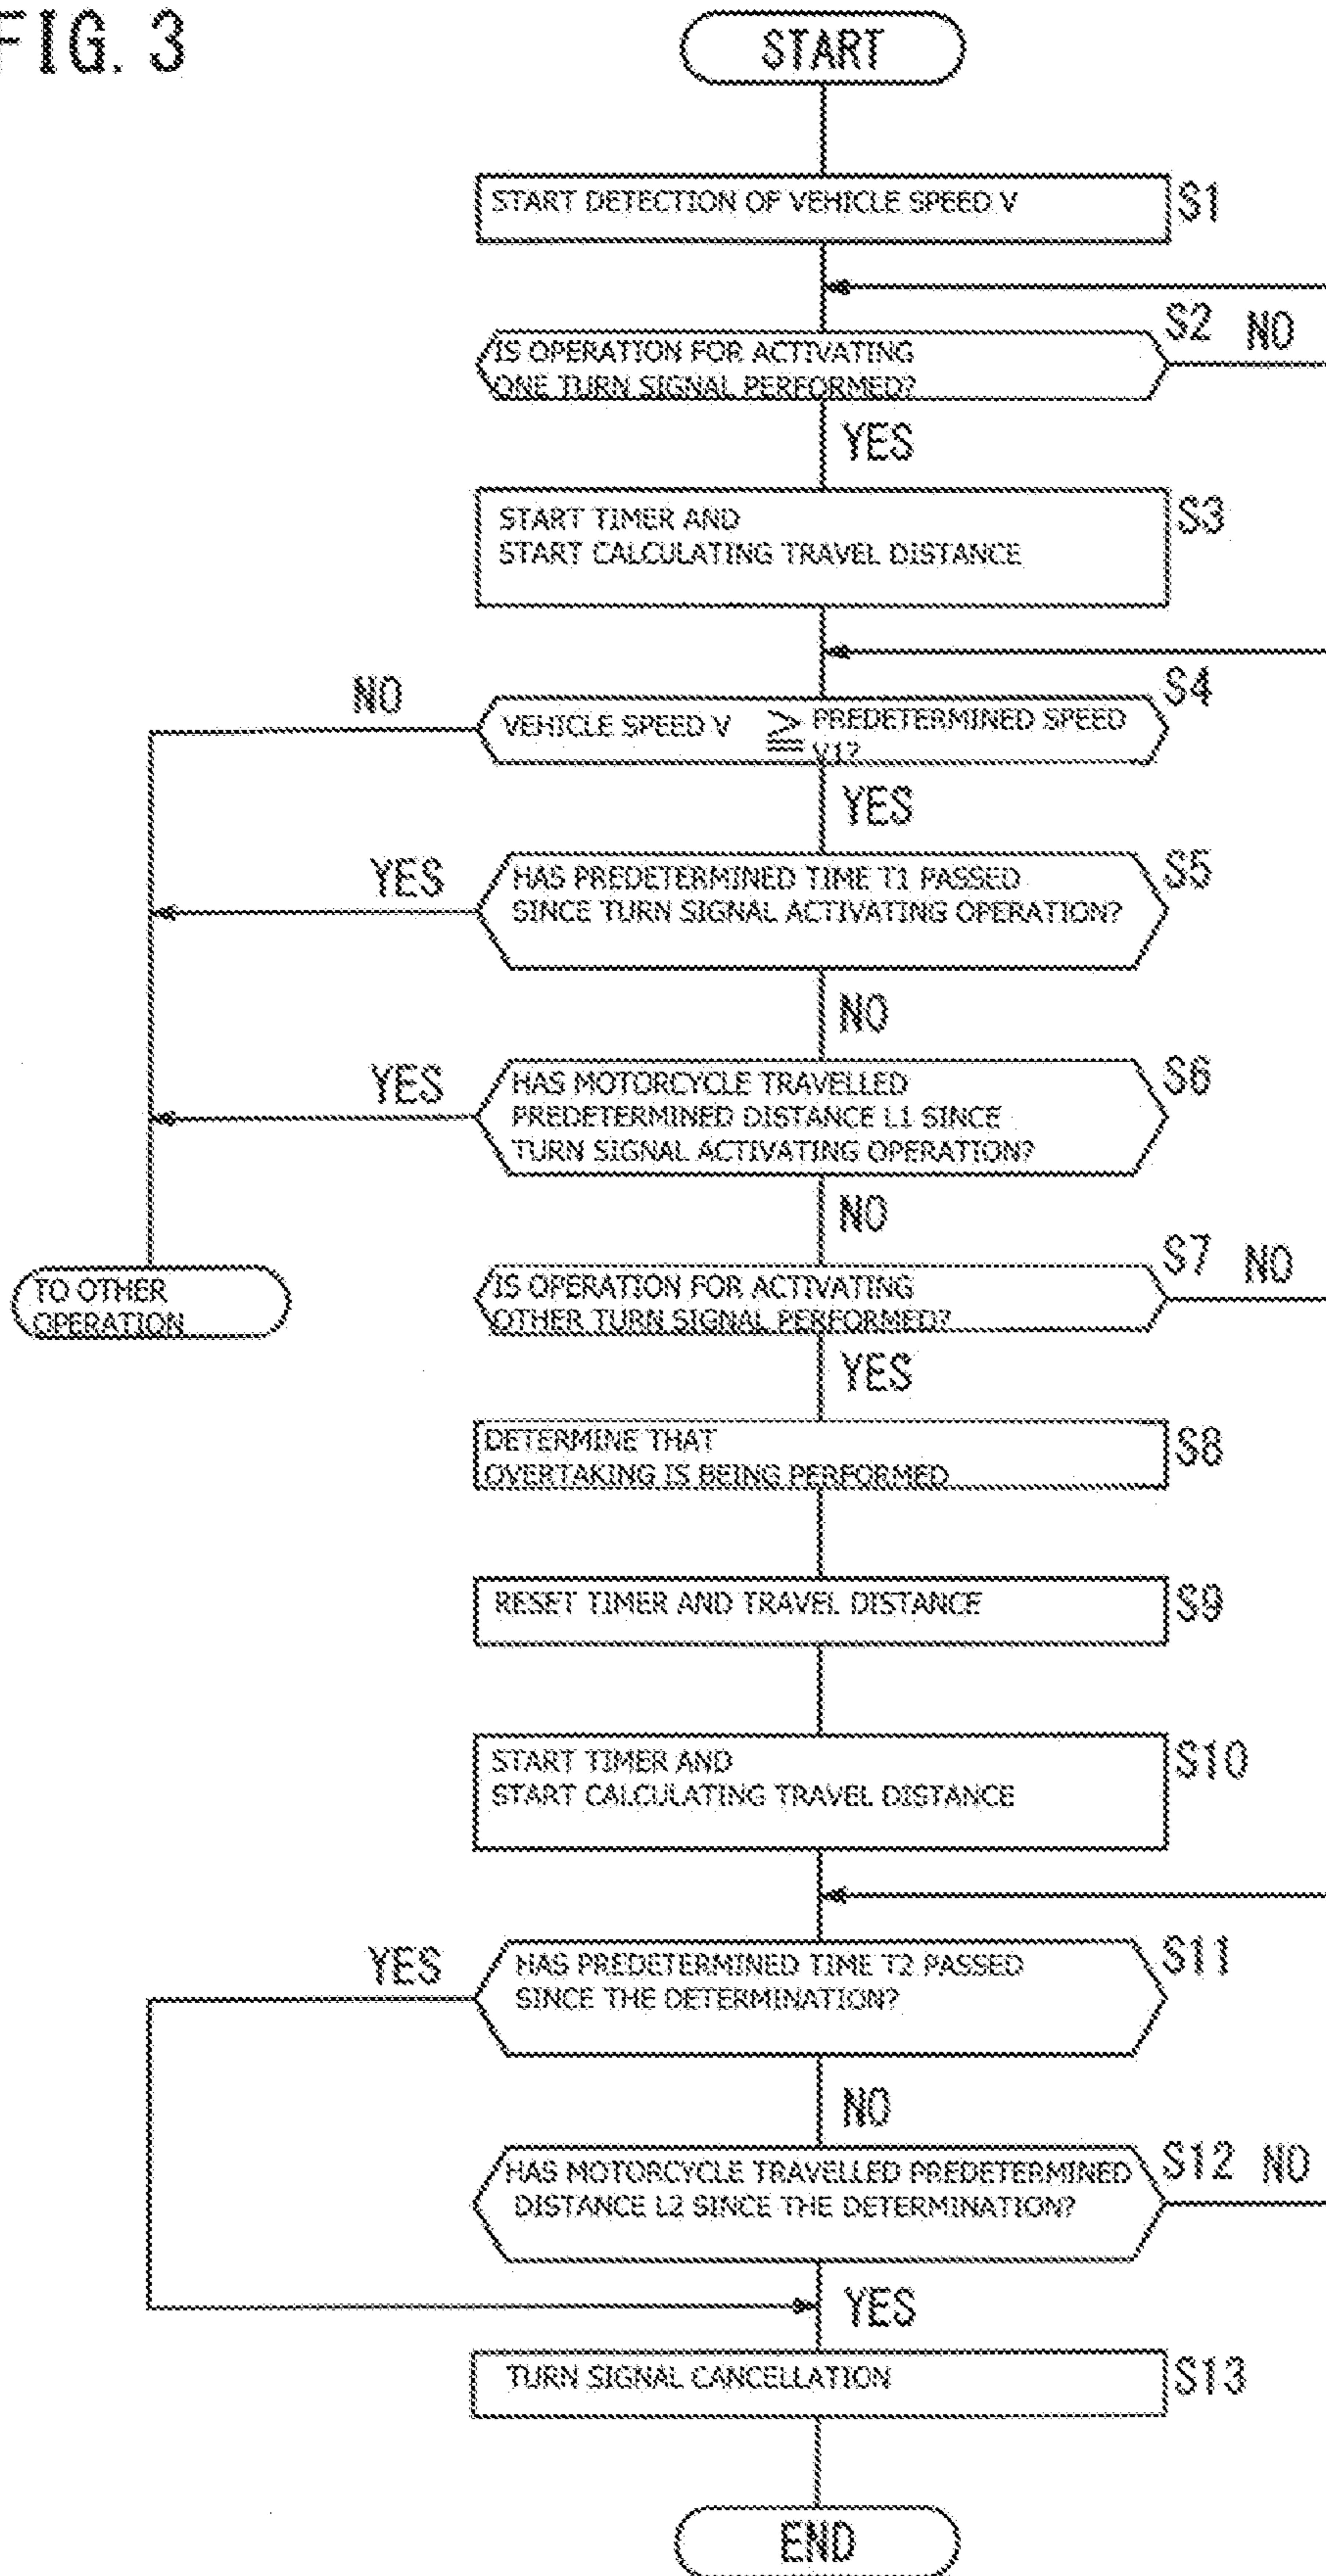 FIG. 3
START
START DETECTION OF VEHICLE SPEED V
S1
S2
NO
IS OPERATION FOR ACTIVATING
ONE TURN SIGNAL PERFORMED?
YES
S3
START TIMER AND
START CALCULATING TRAVEL DISTANCE
NO
S4
VEHICLE SPEED V ≧ PREDETERMINED SPEED
V1?
YES
YES
S5
HAS PREDETERMINED TIME T1 PASSED
SINCE TURN SIGNAL ACTIVATING OPERATION?
NO
YES
S6
HAS MOTORCYCLE TRAVELLED
PREDETERMINED DISTANCE L1 SINCE
TURN SIGNAL ACTIVATING OPERATION?
NO
TO OTHER
OPERATION
S7
NO
IS OPERATION FOR ACTIVATING
OTHER TURN SIGNAL PERFORMED?
YES
DETERMINE THAT
OVERTAKING IS BEING PERFORMED
S8
RESET TIMER AND TRAVEL DISTANCE
S9
START TIMER AND
START CALCULATING TRAVEL DISTANCE
S10
YES
S11
HAS PREDETERMINED TIME T2 PASSED
SINCE THE DETERMINATION?
NO
S12
NO
HAS MOTORCYCLE TRAVELLED PREDETERMINED
DISTANCE L2 SINCE THE DETERMINATION?
YES
TURN SIGNAL CANCELLATION
S13
END